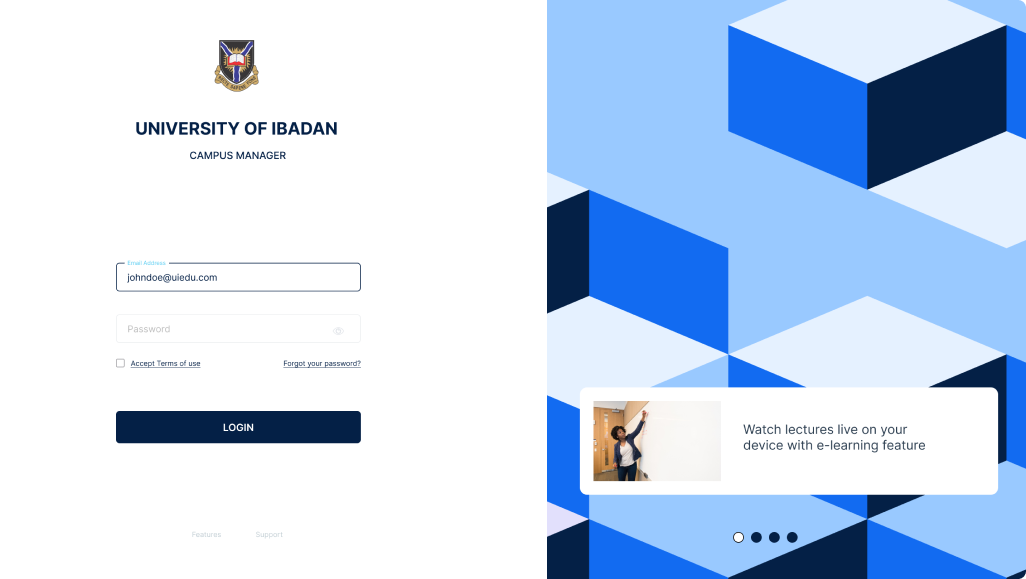 UNIVERSITY OF IBADAN
CAMPUS MANAGER
Email Address
johndoe@uiedu.com
Password
Accept Terms of use
Forgot your password?
LOGIN
Features
Support
Watch lectures live on your
device with e-learning feature